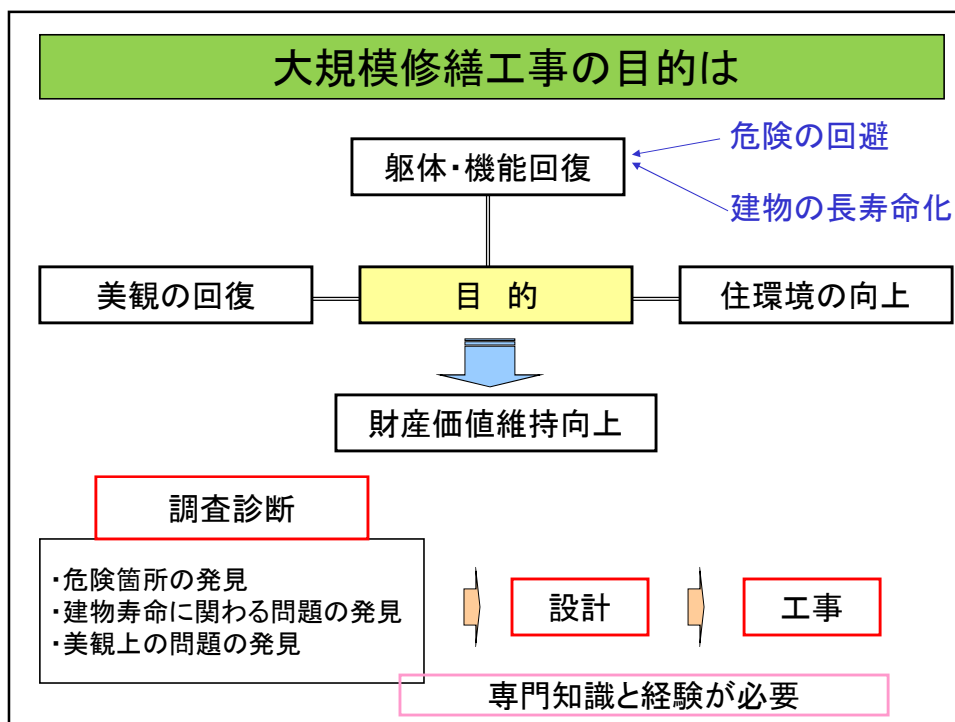 大規模修繕工事の目的は
危険の回避
躯体・機能回復
建物の長寿命化
美観の回復
目 的
住環境の向上
財産価値維持向上
調査診断
・危険箇所の発見
・建物寿命に関わる問題の発見
・美観上の問題の発見
設計
工事
専門知識と経験が必要